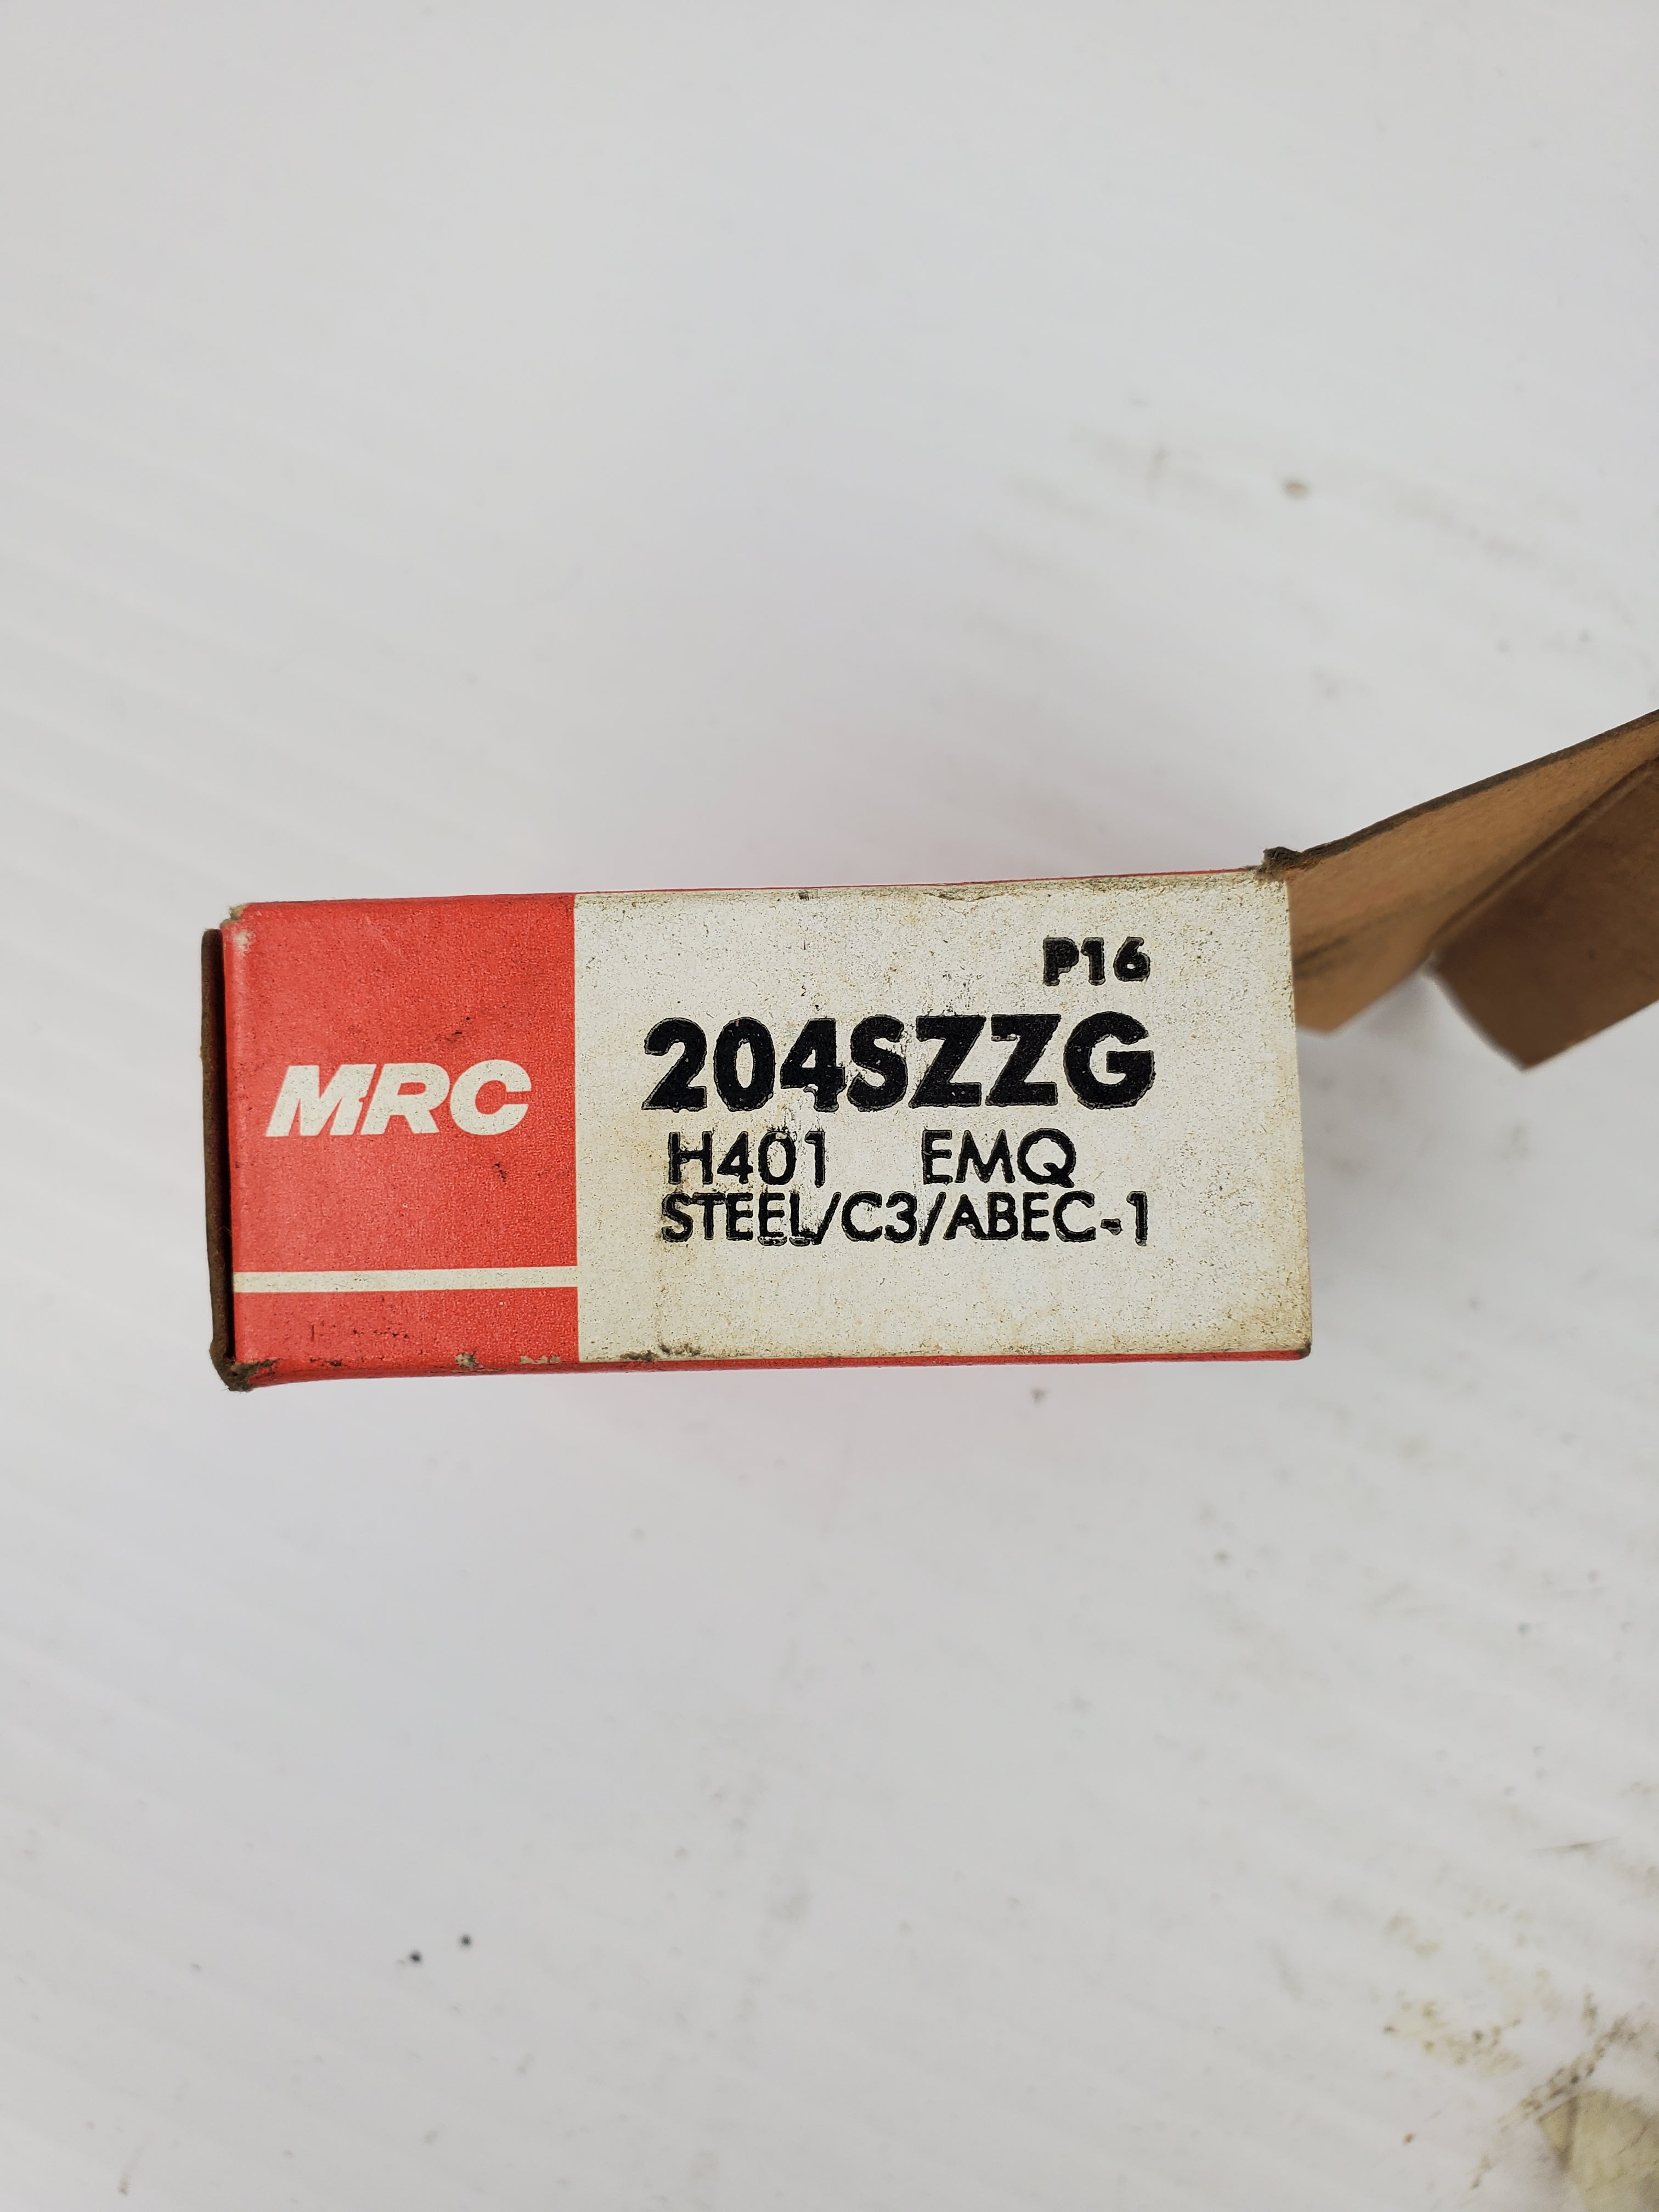 MRC
P16
204SZZG
H401 EMQ
STEEL/C3/ABEC-1